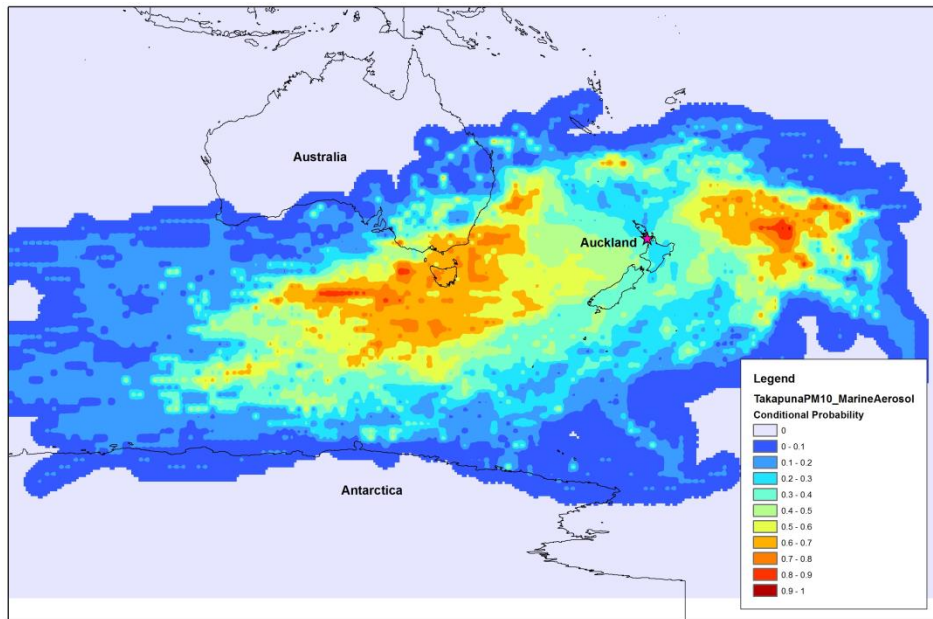 Australia
Auckland
Antarctica
Legend
TakapunaPM10_MarineAerosol
Conditional Probability
0
0 - 0.1
0.1 - 0.2
0.2 - 0.3
0.3 - 0.4
0.4 - 0.5
0.5 - 0.6
0.6 - 0.7
0.7 - 0.8
0.8 - 0.9
0.9 - 1